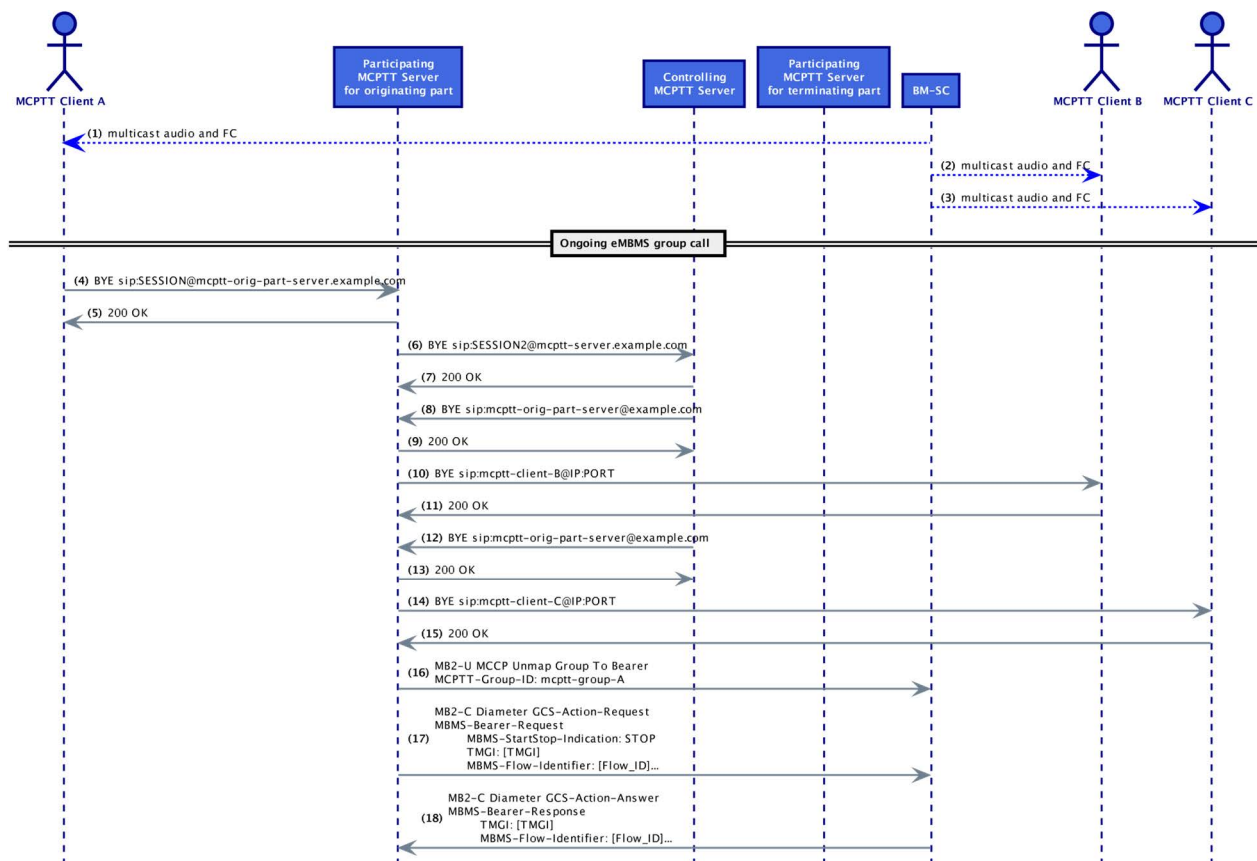 MCPTT Client A
Participating
MCPTT Server
for originating part
Controlling
MCPTT Server
Participating
MCPTT Server
for terminating part
BM-SC
MCPTT Client B
MCPTT Client C
(1) multicast audio and FC
(2) multicast audio and FC
(3) multicast audio and FC
Ongoing eMBMS group call
(4) BYE sip:SESSION@mcptt-orig-part-server.example.com
(5) 200 OK
(6) BYE sip:SESSION2@mcptt-server.example.com
(7) 200 OK
(8) BYE sip:mcptt-orig-part-server@example.com
(9) 200 OK
(10) BYE sip:mcptt-client-B@IP:PORT
(11) 200 OK
(12) BYE sip:mcptt-orig-part-server@example.com
(13) 200 OK
(14) BYE sip:mcptt-client-C@IP:PORT
(15) 200 OK
(16) MB2-U MCCP Unmap Group To Bearer
MCPTT-Group-ID: mcptt-group-A
MB2-C Diameter GCS-Action-Request
MBMS-Bearer-Request
(17) MBMS-StartStop-Indication: STOP
TMGI: [TMGI]
MBMS-Flow-Identifier: [Flow_ID]...
MB2-C Diameter GCS-Action-Answer
MBMS-Bearer-Response
(18) TMGI: [TMGI]
MBMS-Flow-Identifier: [Flow_ID]...